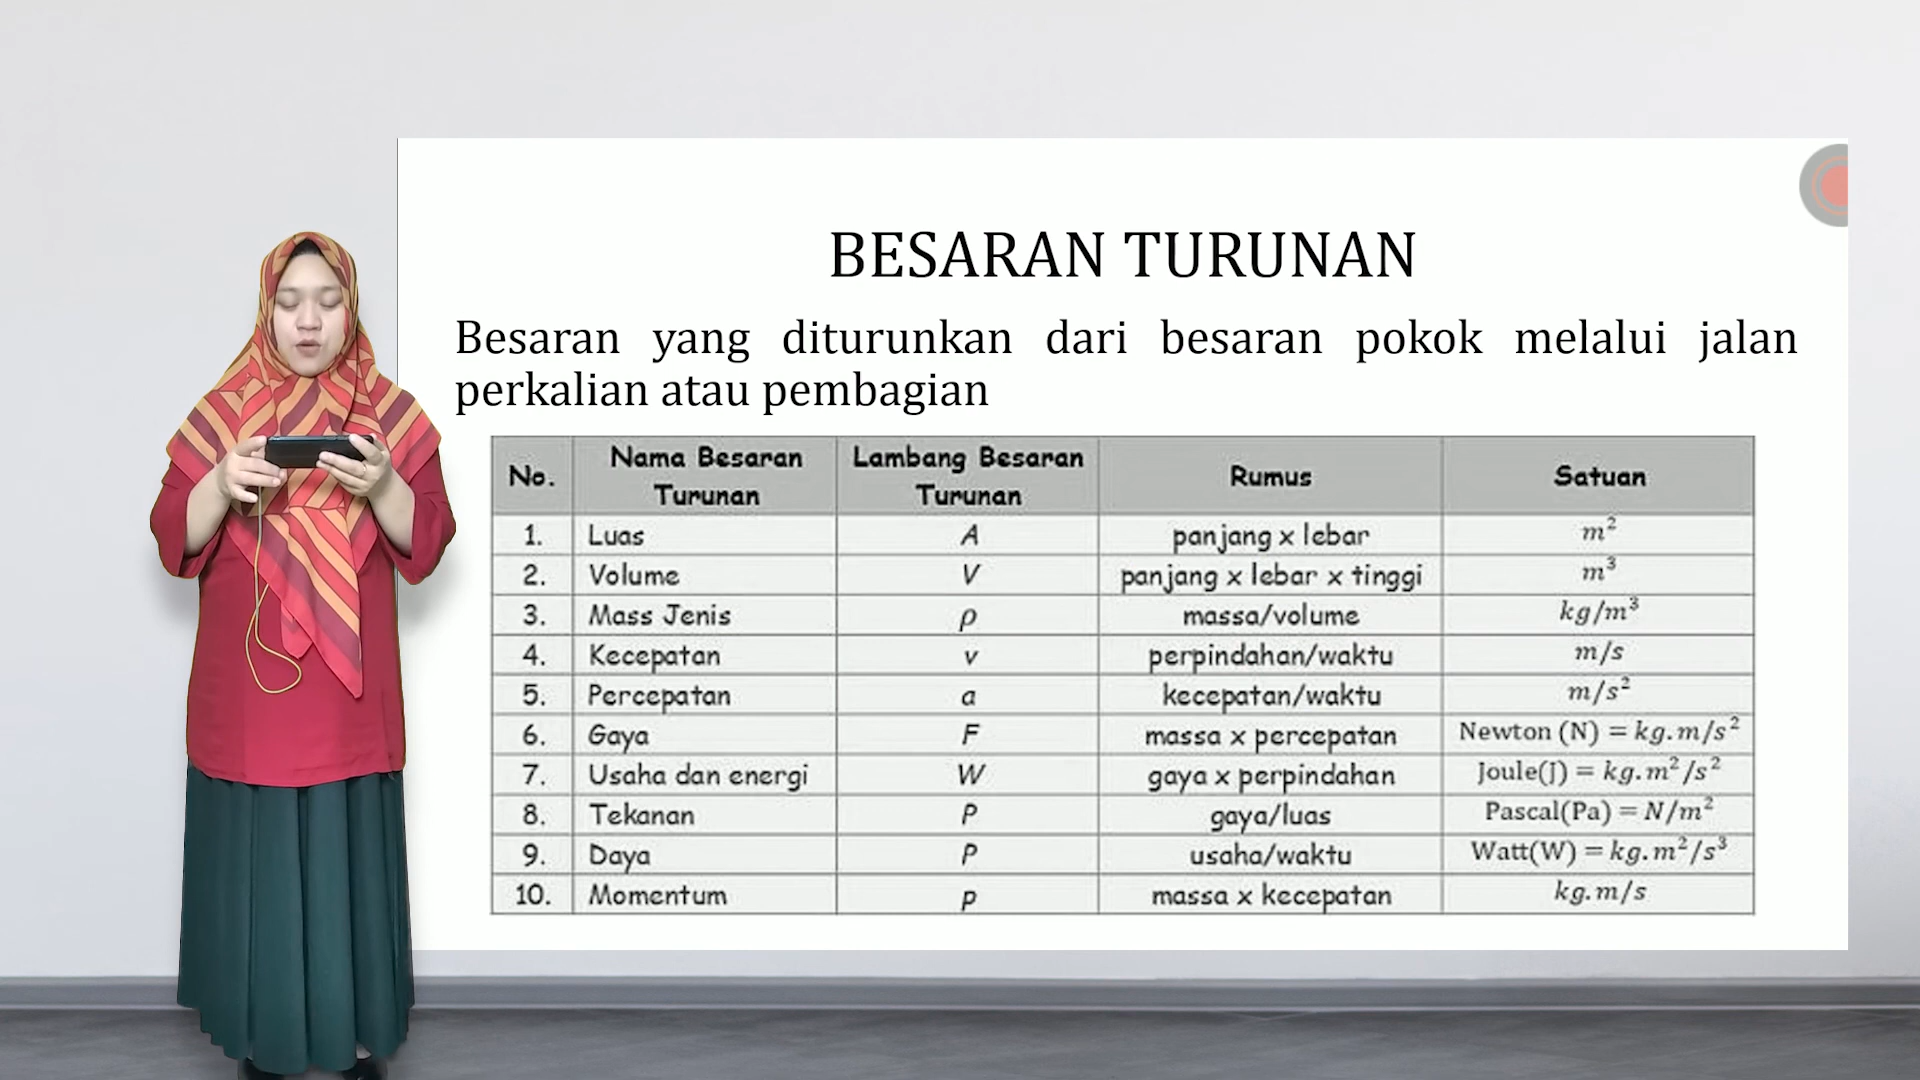 BESARAN TURUNAN
Besaran yang diturunkan dari besaran pokok melalui jalan
perkalian atau pembagian
No. Nama Besaran Turunan Lambang Besaran Turunan Rumus Satuan
1. Luas A panjang x lebar m²
2. Volume V panjang x lebar x tinggi m³
3. Mass Jenis ρ massa/volume kg/m³
4. Kecepatan v perpindahan/waktu m/s
5. Percepatan a kecepatan/waktu m/s²
6. Gaya F massa x percepatan Newton (N) = kg.m/s²
7. Usaha dan energi W gaya x perpindahan Joule(J) = kg.m²/s²
8. Tekanan P gaya/luas Pascal(Pa) = N/m²
9. Daya P usaha/waktu Watt(W) = kg.m²/s³
10. Momentum p massa x kecepatan kg.m/s